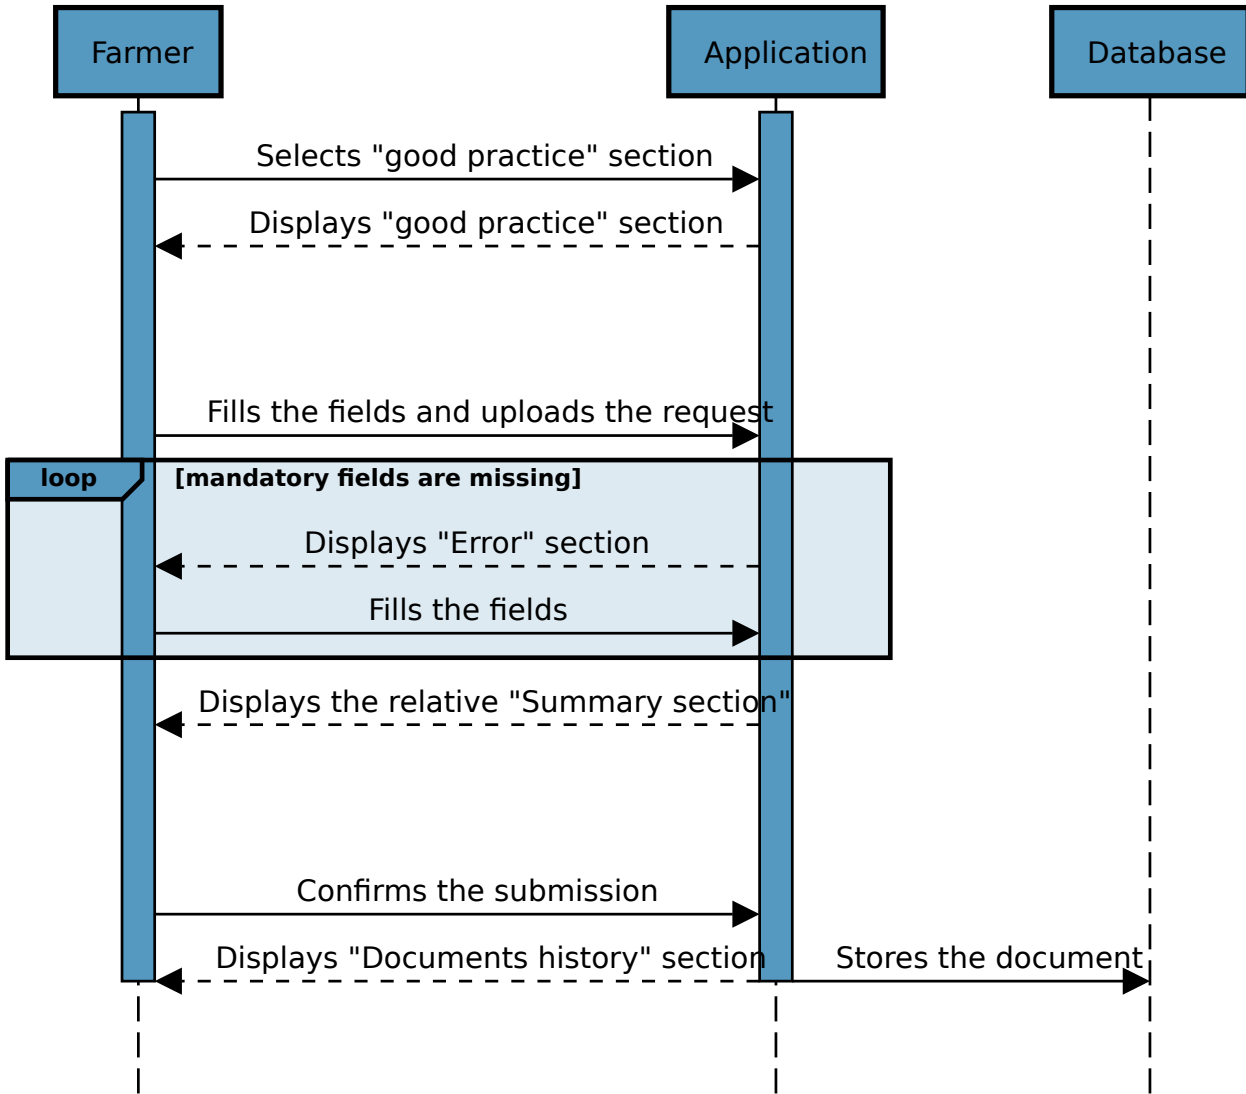 Farmer
Application
Database
Selects "good practice" section
Displays "good practice" section
Fills the fields and uploads the request
loop
[mandatory fields are missing]
Displays "Error" section
Fills the fields
Displays the relative "Summary section"
Confirms the submission
Displays "Documents history" section
Stores the document